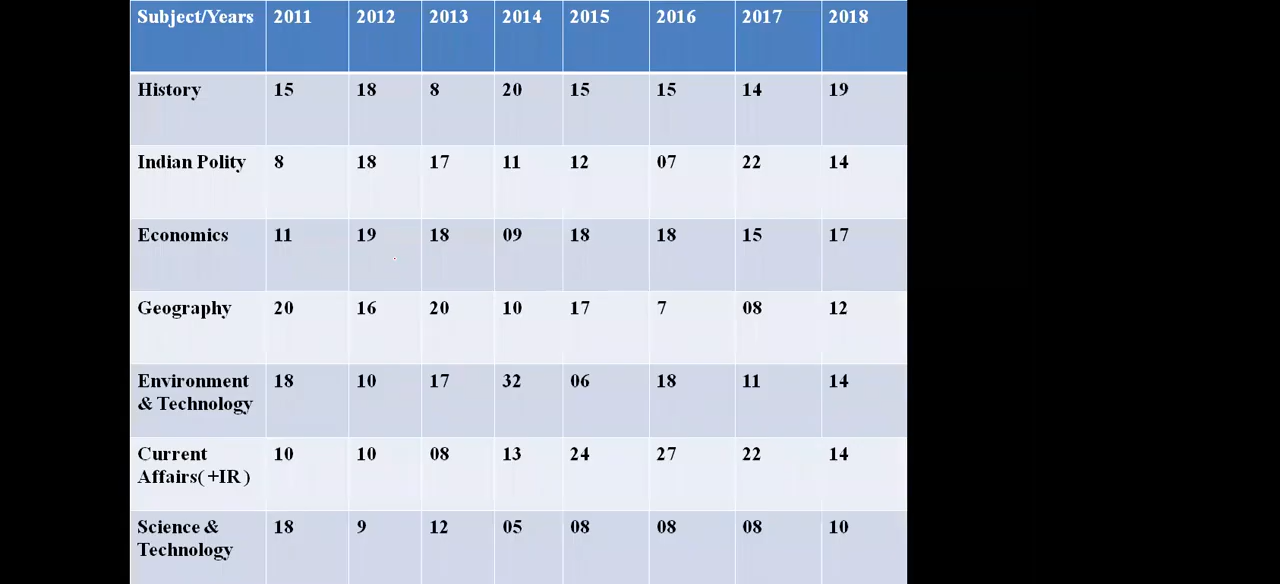 Subject/Years 2011 2012 2013 2014 2015 2016 2017 2018
History 15 18 8 20 15 15 14 19
Indian Polity 8 18 17 11 12 07 22 14
Economics 11 19 18 09 18 18 15 17
Geography 20 16 20 10 17 7 08 12
Environment 18 10 17 32 06 18 11 14
& Technology
Current 10 10 08 13 24 27 22 14
Affairs( +IR )
Science & 18 9 12 05 08 08 08 10
Technology